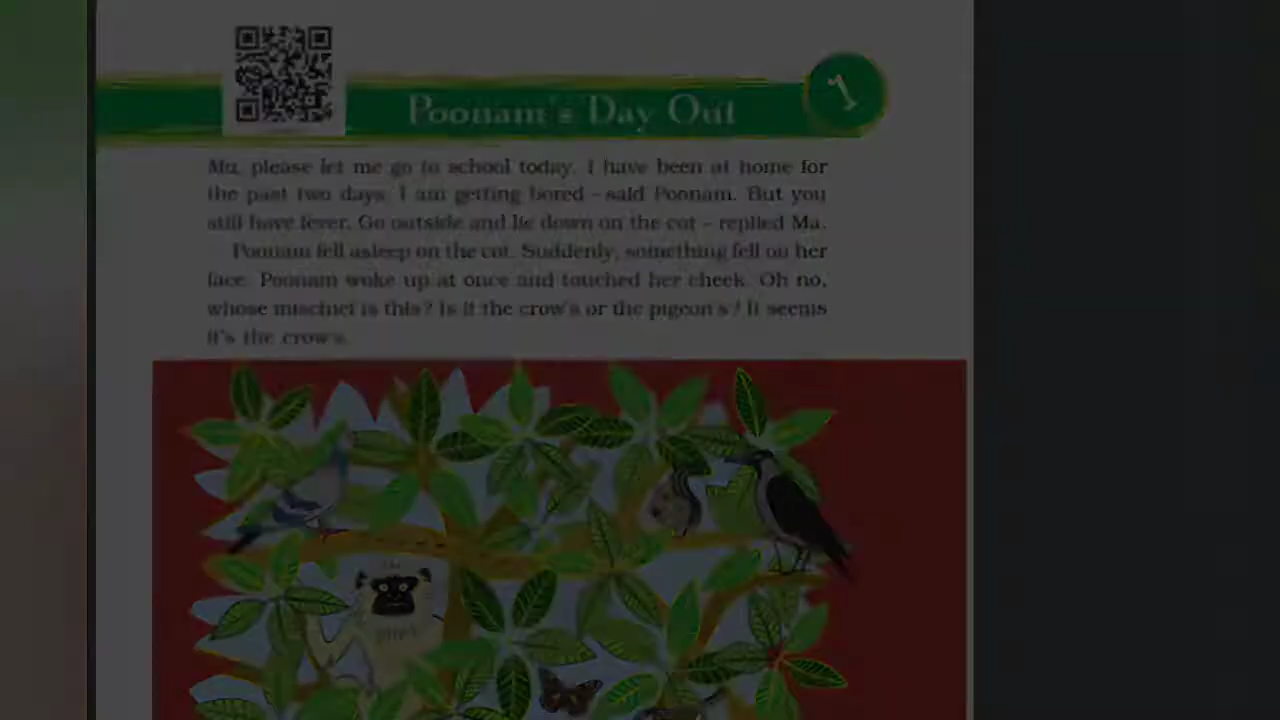 Poonam's Day Out
1
Ma, please let me go to school today. I have been at home for
the past two days. I am getting bored – said Poonam. But you
still have fever. Go outside and lie down on the cot – replied Ma.
Poonam fell asleep on the cot. Suddenly, something fell on her
face. Poonam woke up at once and touched her cheek. Oh no,
whose mischief is this? Is it the crow's or the pigeon's? It seems
it's the crow's.